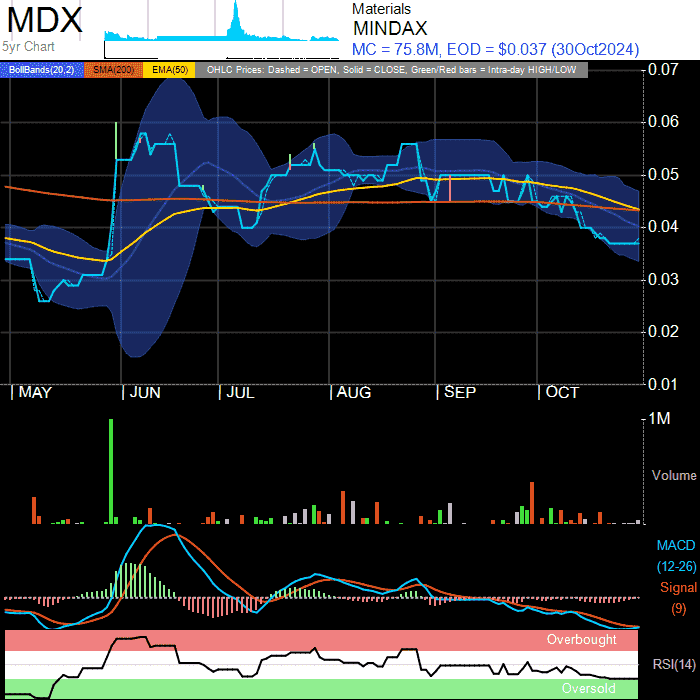 MDX
5yr Chart
Materials
MINDAX
MC = 75.8M, EOD = $0.037 (30Oct2024)
BollBands(20,2) SMA(200) EMA(50) OHLC Prices: Dashed = OPEN, Solid = CLOSE, Green/Red bars = Intra-day HIGH/LOW
0.07
0.06
0.05
0.04
0.03
0.02
0.01
MAY JUN JUL AUG SEP OCT
1M
Volume
MACD
(12-26)
Signal
(9)
Overbought
RSI(14)
Oversold